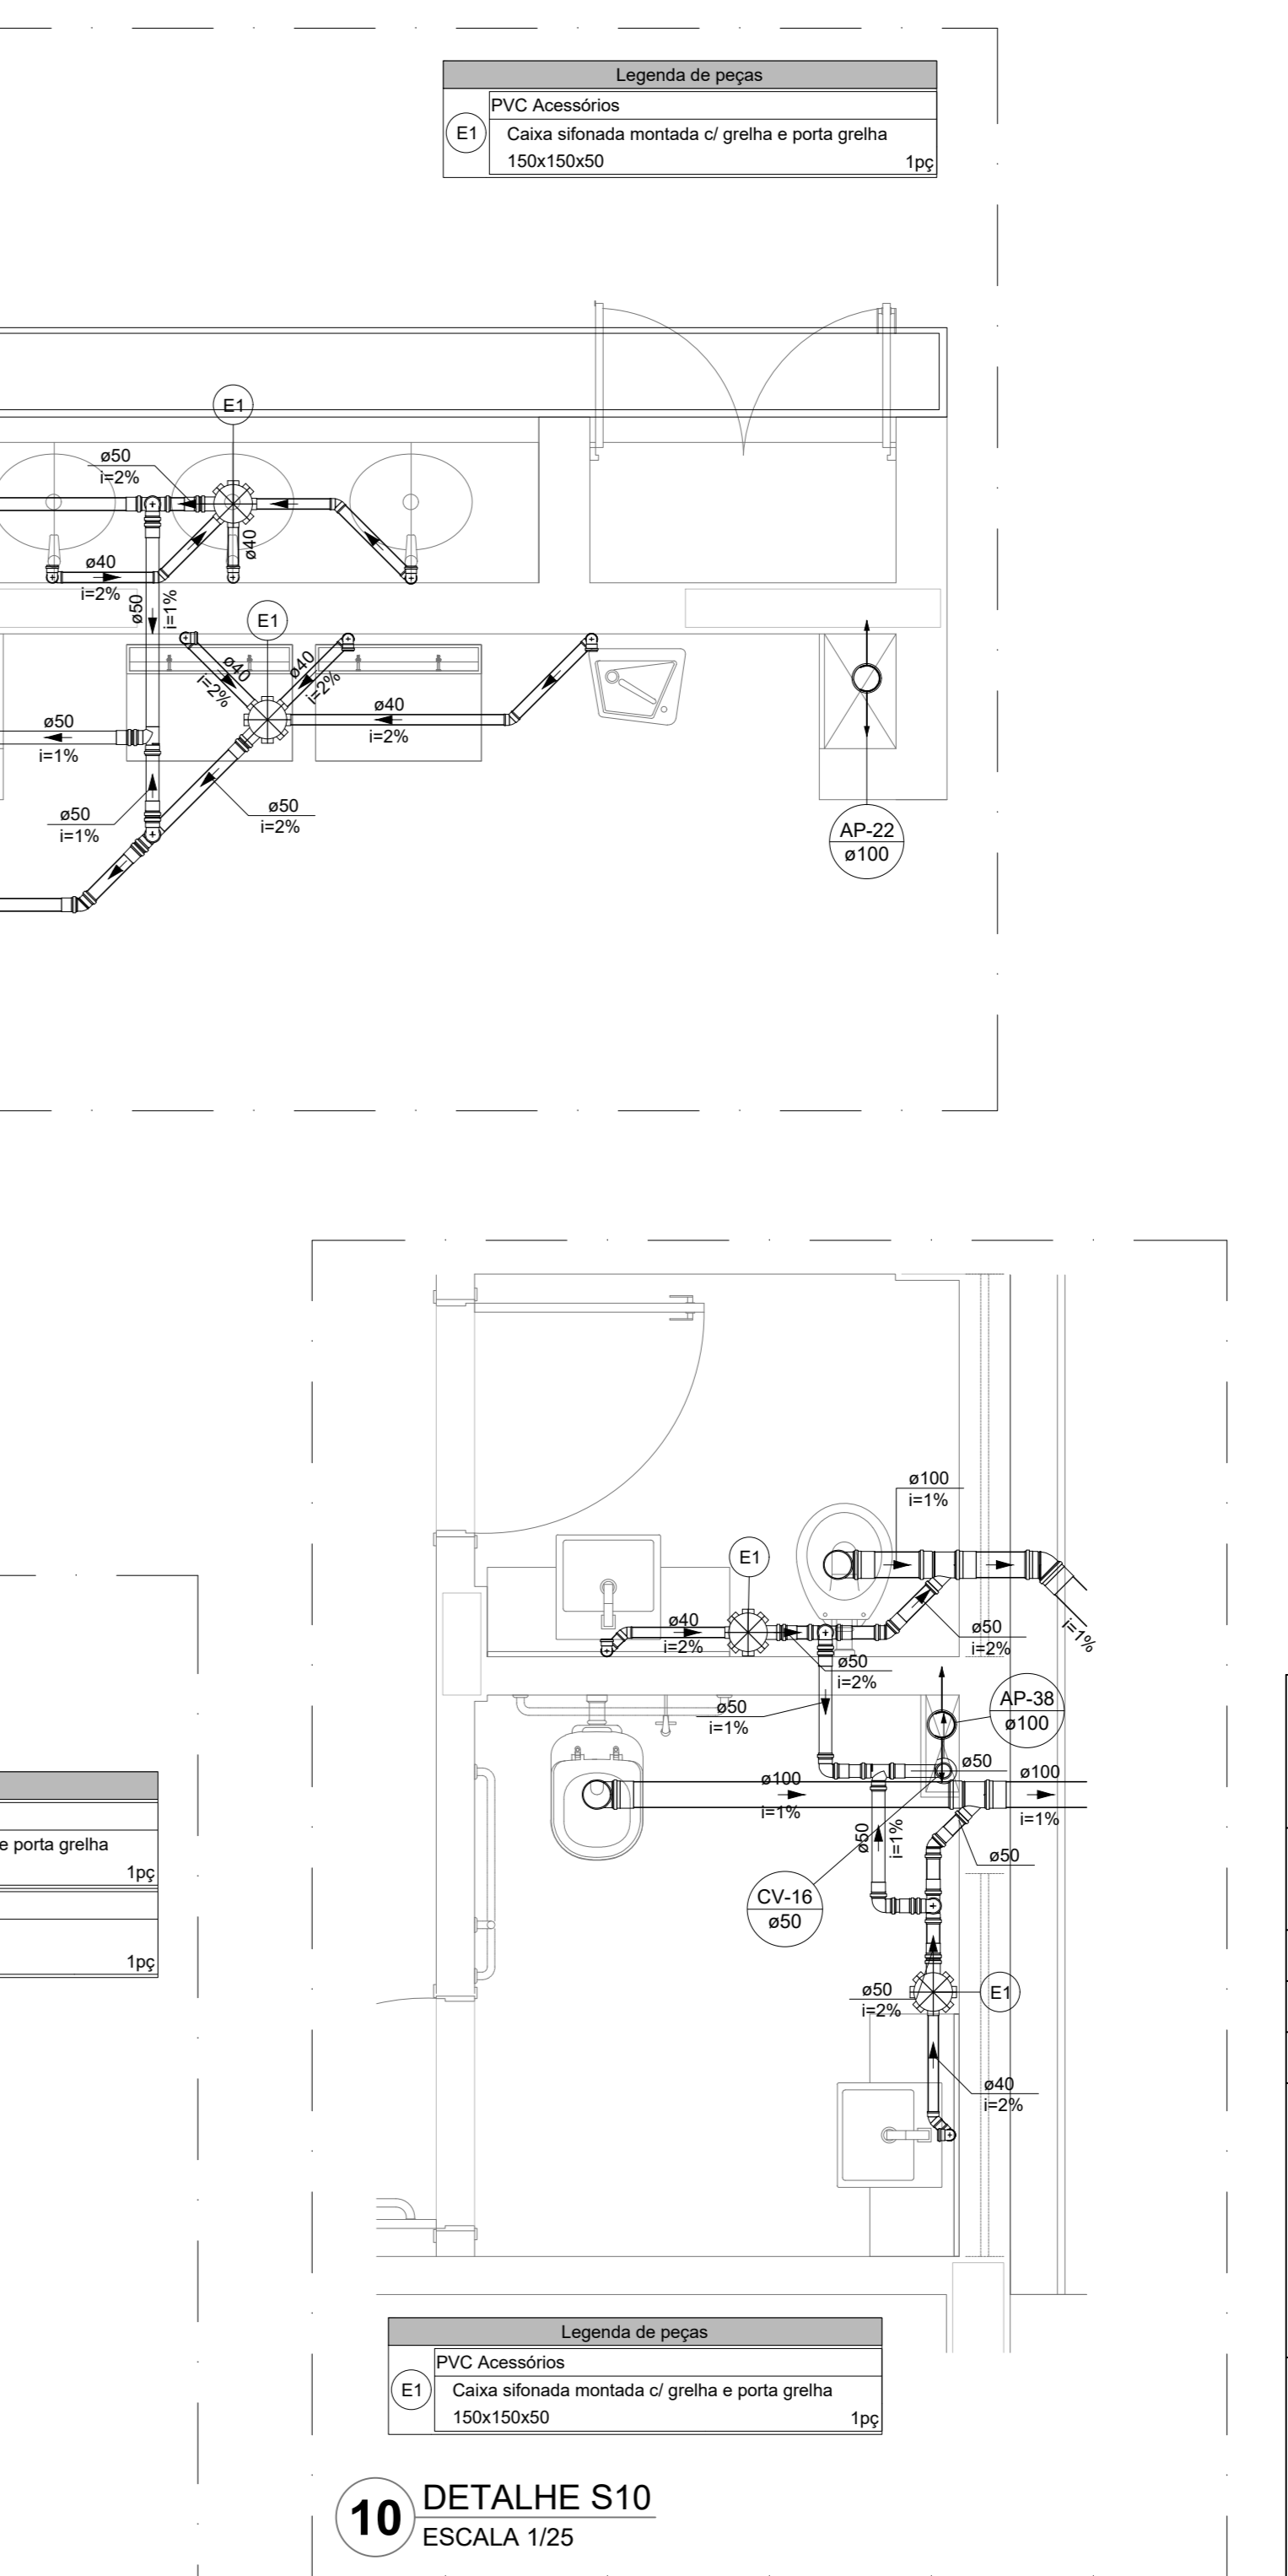 Legenda de peças
PVC Acessórios
E1
Caixa sifonada montada c/ grelha e porta grelha
150x150x50
1pç
E1
ø50
i=2%
ø40
ø40
i=2%
ø50
i=1%
E1
ø40
i=2%
ø40
i=2%
ø40
i=2%
ø50
i=1%
ø50
i=1%
ø50
i=2%
AP-22
ø100
e porta grelha
1pç
1pç
ø100
i=1%
E1
ø40
i=2%
ø50
i=2%
i=1%
ø50
i=2%
ø50
i=1%
AP-38
ø100
ø50
ø100
i=1%
ø100
i=1%
ø50
i=1%
ø50
CV-16
ø50
ø50
i=2%
E1
ø40
i=2%
Legenda de peças
PVC Acessórios
E1
Caixa sifonada montada c/ grelha e porta grelha
150x150x50
1pç
10
DETALHE S10
ESCALA 1/25